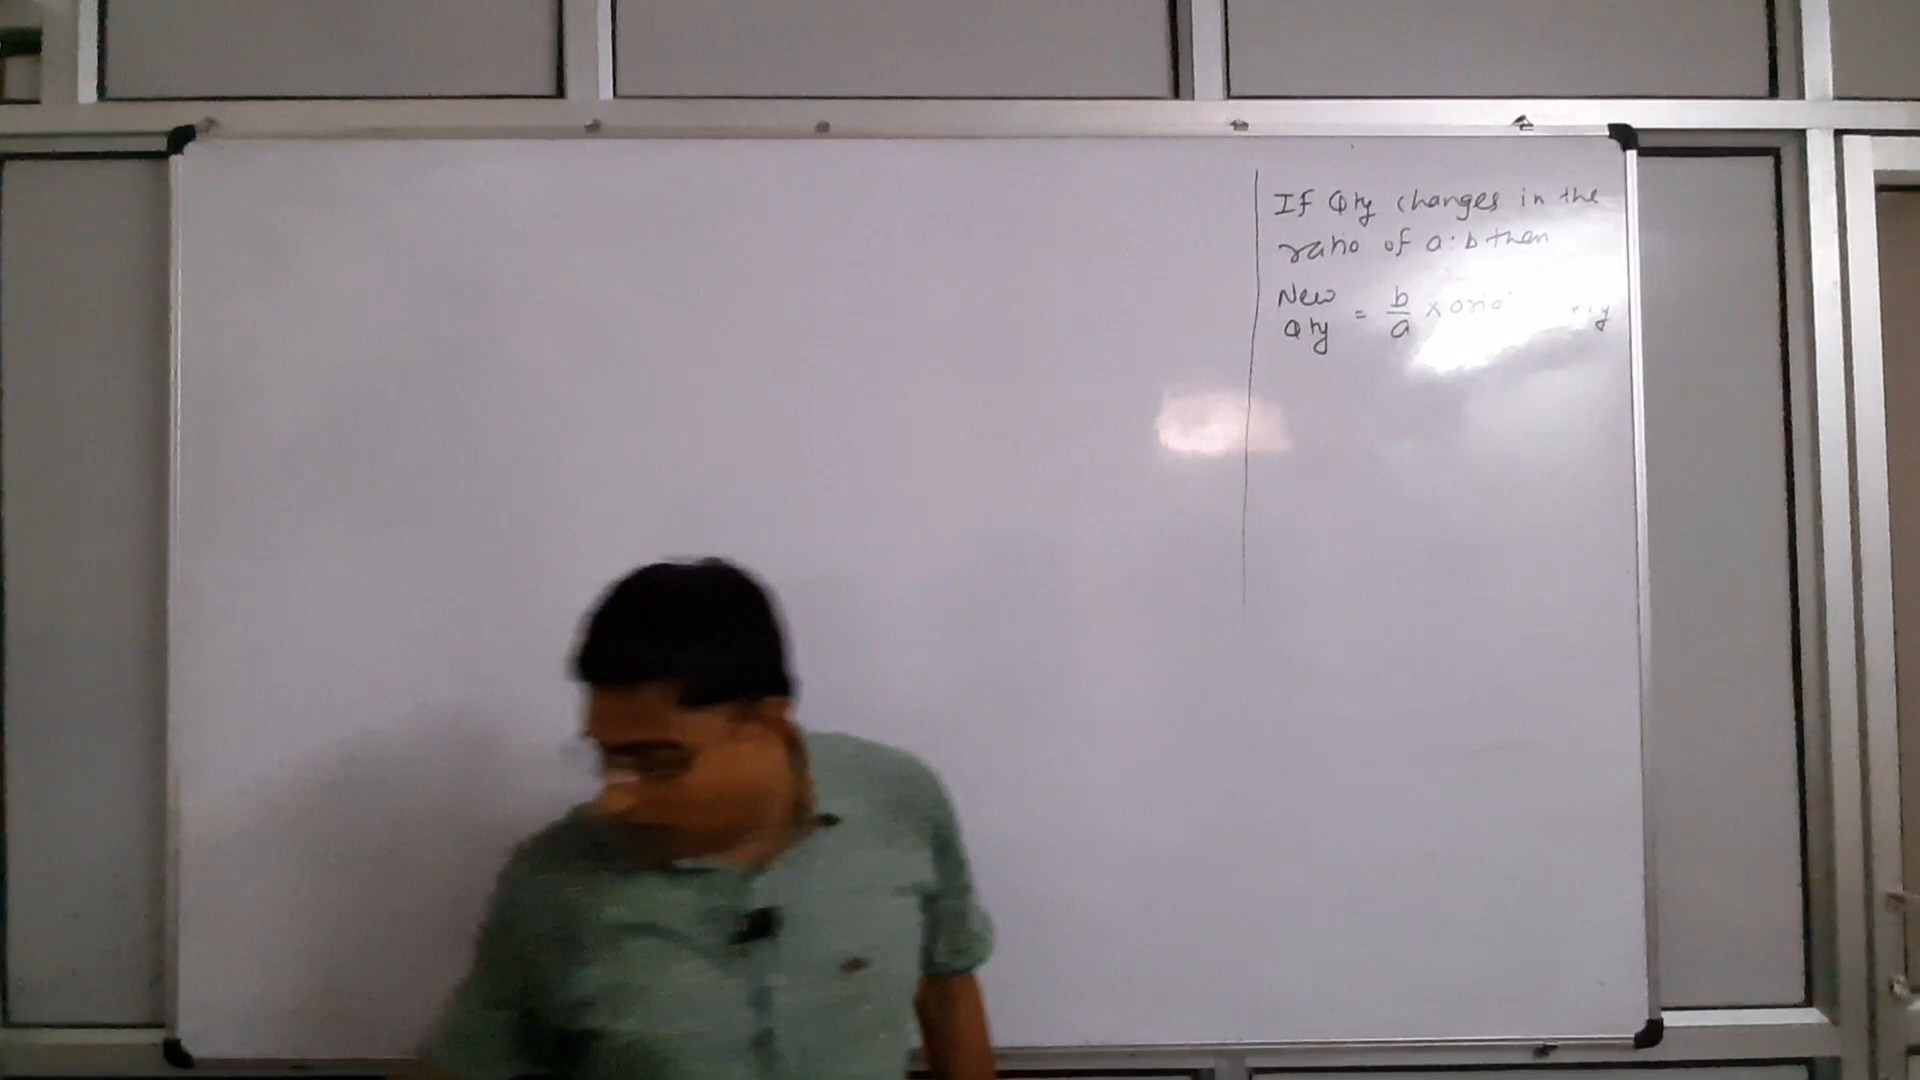 If Qty changes in the
ratio of a:b then
New Qty = b/a x